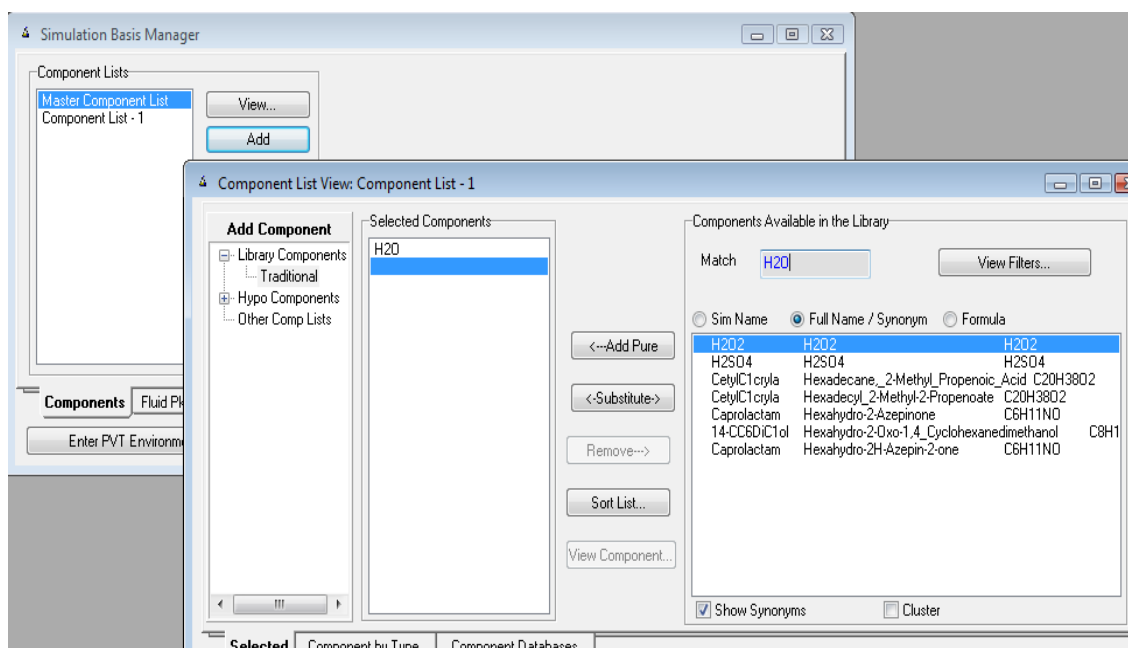 Simulation Basis Manager
Component Lists
Master Component List
Component List - 1
View...
Add
Components
Fluid Pk
Enter PVT Environme
Component List View: Component List - 1
Add Component
Library Components
Traditional
Hypo Components
Other Comp Lists
Selected Components
H2O
<---Add Pure
<-Substitute->
Remove--->
Sort List...
View Component...
Components Available in the Library
Match H2O
View Filters...
Sim Name Full Name / Synonym Formula
H2O2 H2O2 H2O2
H2SO4 H2SO4 H2SO4
CetylC1cryla Hexadecane,_2-Methyl_Propenoic_Acid C20H38O2
CetylC1cryla Hexadecyl_2-Methyl-2-Propenoate C20H38O2
Caprolactam Hexahydro-2-Azepinone C6H11NO
14-CC6DiC1ol Hexahydro-2-Oxo-1,4_Cyclohexanedimethanol C8H1
Caprolactam Hexahydro-2H-Azepin-2-one C6H11NO
Show Synonyms Cluster
Selected Component by Type Component Databases